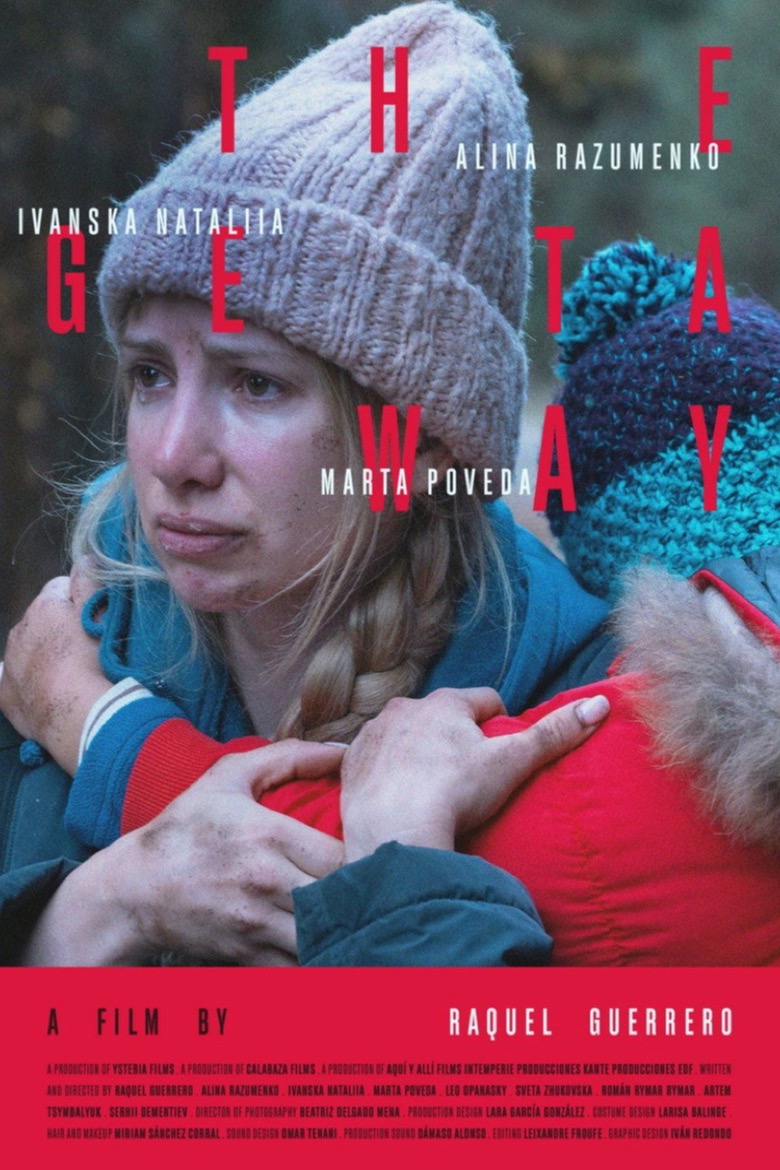 THE
ALINA RAZUMENKO
IVANSKA NATALIIA
GETA
MARTA POVEDA
WAY
A FILM BY RAQUEL GUERRERO
A PRODUCTION OF YSTERIA FILMS . A PRODUCTION OF CALABAZA FILMS . A PRODUCTION OF AQUÍ Y ALLÍ FILMS INTEMPERIE PRODUCCIONES KANTE PRODUCCIONES EDF . WRITTEN
AND DIRECTED BY RAQUEL GUERRERO . ALINA RAZUMENKO . IVANSKA NATALIIA . MARTA POVEDA . LEO OPANASKY . SVETA ZHUKOVSKA . ROMÁN RYMAR RYMAR . ARTEM
TSYMBALYUK . SERHII DEMENTIEV . DIRECTOR OF PHOTOGRAPHY BEATRIZ DELGADO MENA . PRODUCTION DESIGN LARA GARCÍA GONZÁLEZ . COSTUME DESIGN LARISA BALINGE .
HAIR AND MAKEUP MIRIAM SÁNCHEZ CORRAL . SOUND DESIGN OMAR TENANI . PRODUCTION SOUND DÁMASO ALONSO . EDITING LEIXANDRE FROUFE . GRAPHIC DESIGN IVÁN REDONDO